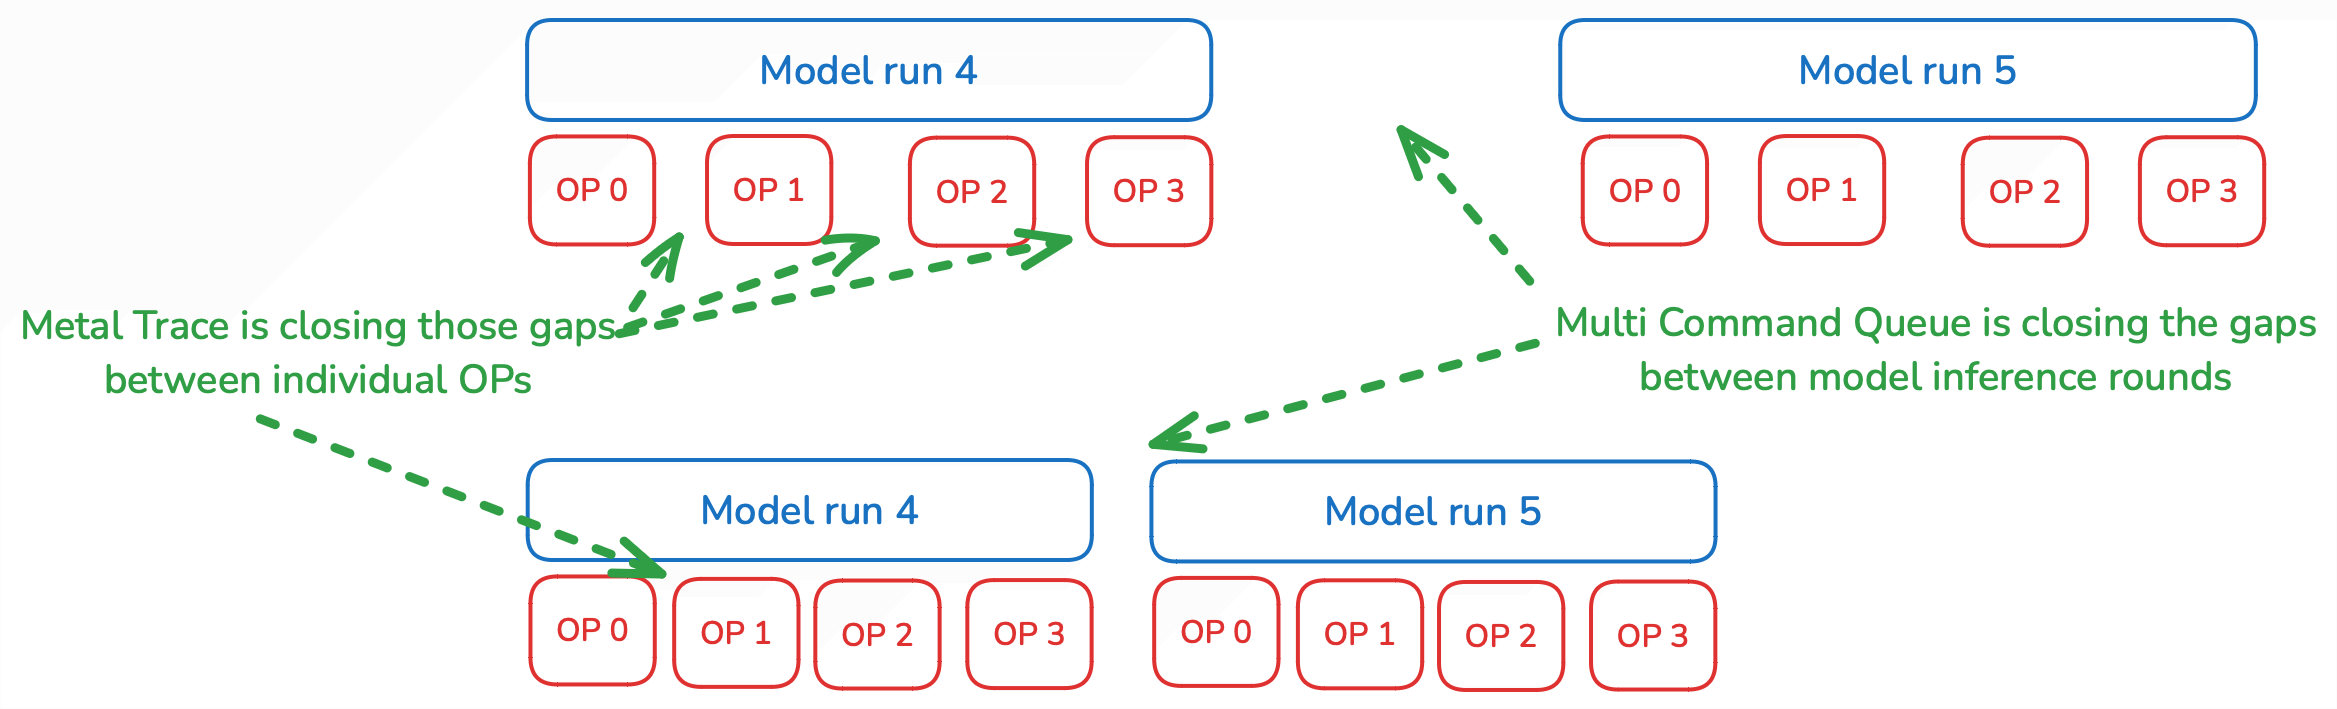 Model run 4
Model run 5
OP 0
OP 1
OP 2
OP 3
OP 0
OP 1
OP 2
OP 3
Metal Trace is closing those gaps
between individual OPs
Multi Command Queue is closing the gaps
between model inference rounds
Model run 4
Model run 5
OP 0
OP 1
OP 2
OP 3
OP 0
OP 1
OP 2
OP 3